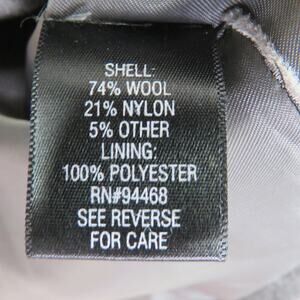 SHELL:
74% WOOL
21% NYLON
5% OTHER
LINING:
100% POLYESTER
RN#94468
SEE REVERSE
FOR CARE